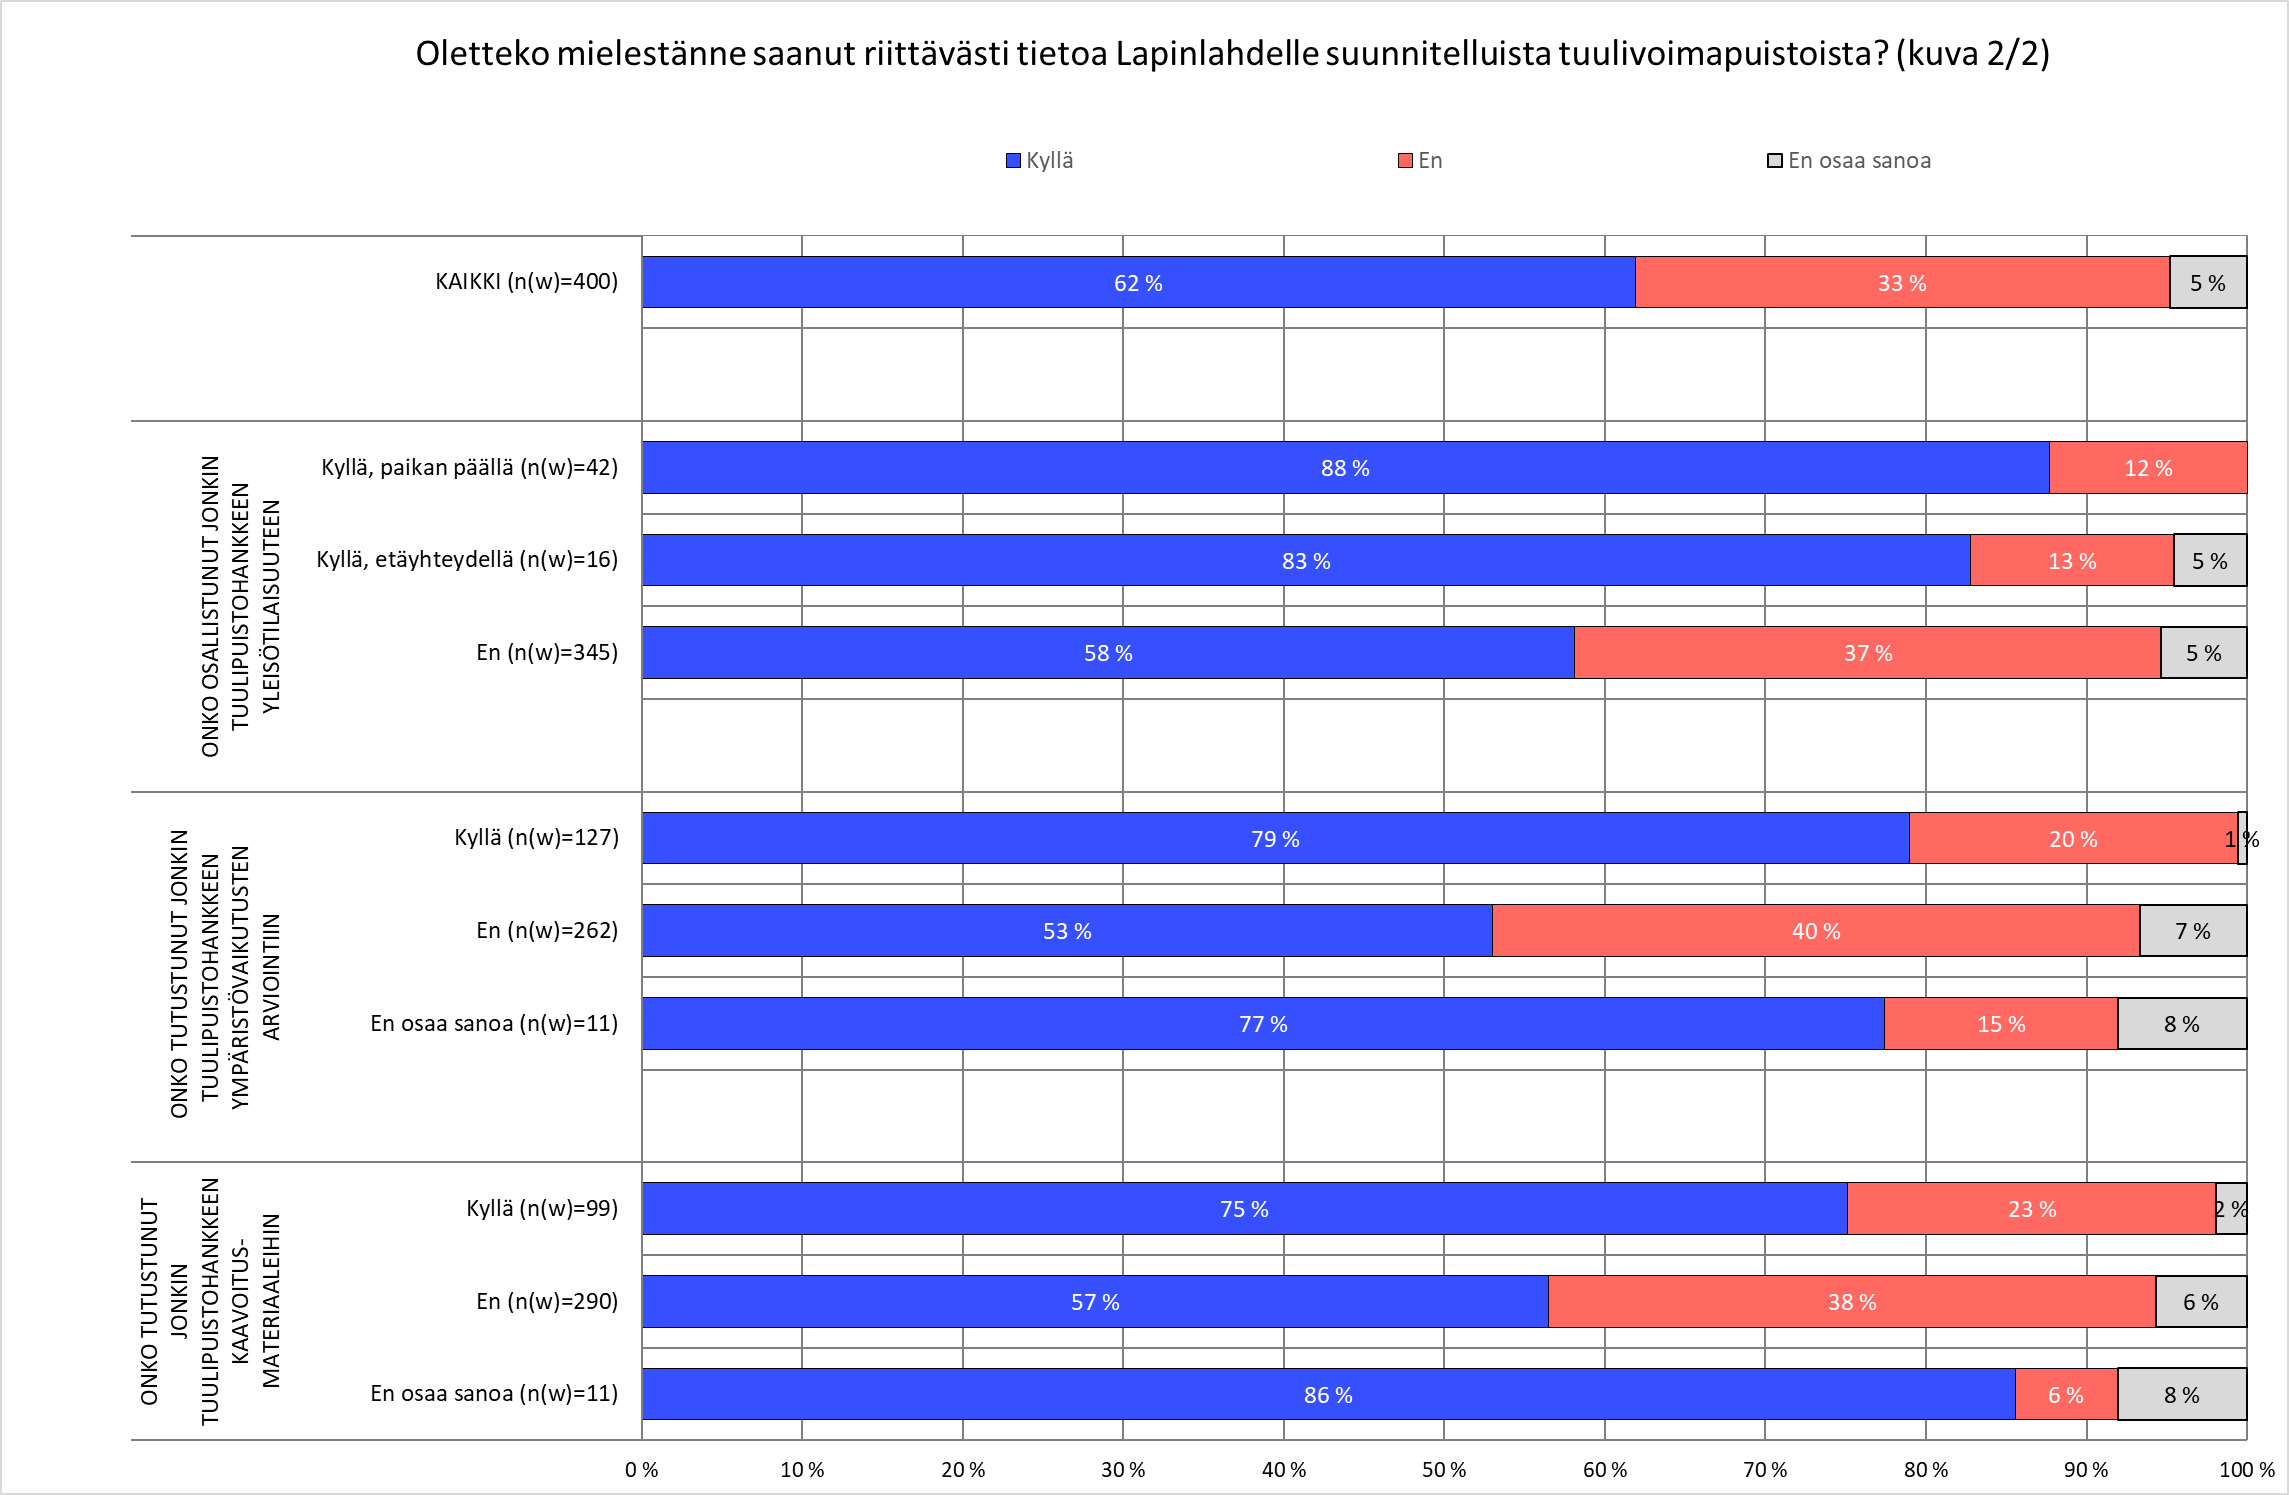 Oletteko mielestänne saanut riittävästi tietoa Lapinlahdelle suunnitelluista tuulivoimapuistoista? (kuva 2/2)
Kyllä
En
En osaa sanoa
KAIKKI (n(w)=400)
62 %
33 %
5 %
ONKO OSALLISTUNUT JONKIN
TUULIPUISTOHANKKEEN
YLEISÖTILAISUUTEEN
Kyllä, paikan päällä (n(w)=42)
88 %
12 %
Kyllä, etäyhteydellä (n(w)=16)
83 %
13 %
5 %
En (n(w)=345)
58 %
37 %
5 %
ONKO TUTUSTUNUT JONKIN
TUULIPUISTOHANKKEEN
YMPÄRISTÖVAIKUTUSTEN
ARVIOINTIIN
Kyllä (n(w)=127)
79 %
20 %
1 %
En (n(w)=262)
53 %
40 %
7 %
En osaa sanoa (n(w)=11)
77 %
15 %
8 %
ONKO TUTUSTUNUT
JONKIN
TUULIPUISTOHANKKEEN
KAAVOITUS-
MATERIAALEIHIN
Kyllä (n(w)=99)
75 %
23 %
2 %
En (n(w)=290)
57 %
38 %
6 %
En osaa sanoa (n(w)=11)
86 %
6 %
8 %
0 %
10 %
20 %
30 %
40 %
50 %
60 %
70 %
80 %
90 %
100 %